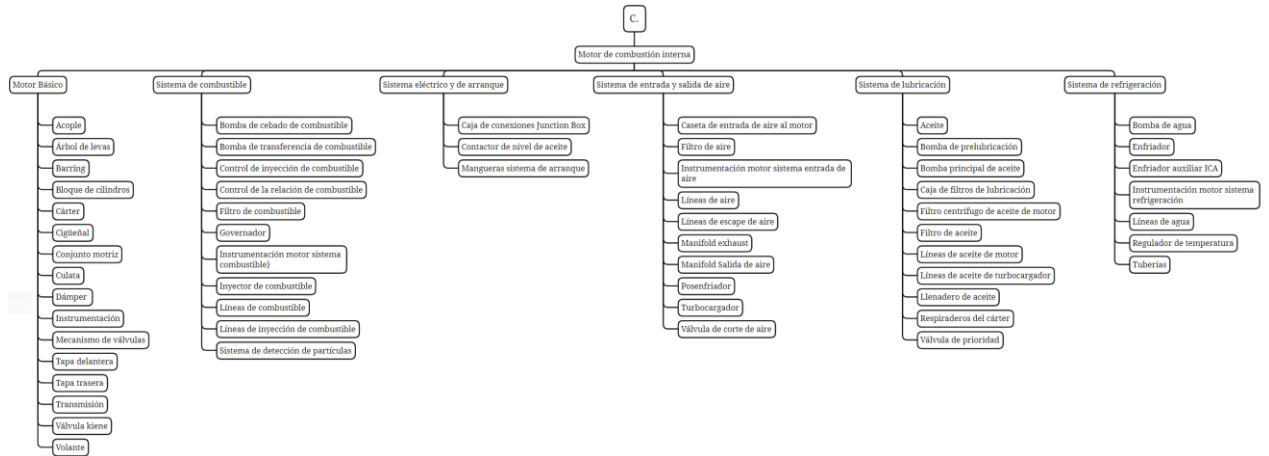 C.
Motor de combustión interna
Motor Básico
Acople
Árbol de levas
Barring
Bloque de cilindros
Cárter
Cigüeñal
Conjunto motriz
Culata
Dámper
Instrumentación
Mecanismo de válvulas
Tapa delantera
Tapa trasera
Transmisión
Válvula kiene
Volante
Sistema de combustible
Bomba de cebado de combustible
Bomba de transferencia de combustible
Control de inyección de combustible
Control de la relación de combustible
Filtro de combustible
Governador
Instrumentación motor sistema
combustible}
Inyector de combustible
Líneas de combustible
Líneas de inyección de combustible
Sistema de detección de partículas
Sistema eléctrico y de arranque
Caja de conexiones Junction Box
Contactor de nivel de aceite
Mangueras sistema de arranque
Sistema de entrada y salida de aire
Caseta de entrada de aire al motor
Filtro de aire
Instrumentación motor sistema entrada de
aire
Líneas de aire
Líneas de escape de aire
Manifold exhaust
Manifold Salida de aire
Posenfriador
Turbocargador
Válvula de corte de aire
Sistema de lubricación
Aceite
Bomba de prelubricación
Bomba principal de aceite
Caja de filtros de lubricación
Filtro centrífugo de aceite de motor
Filtro de aceite
Líneas de aceite de motor
Líneas de aceite de turbocargador
Llenadero de aceite
Respiraderos del cárter
Válvula de prioridad
Sistema de refrigeración
Bomba de agua
Enfriador
Enfriador auxiliar ICA
Instrumentación motor sistema
refrigeración
Líneas de agua
Regulador de temperatura
Tuberías